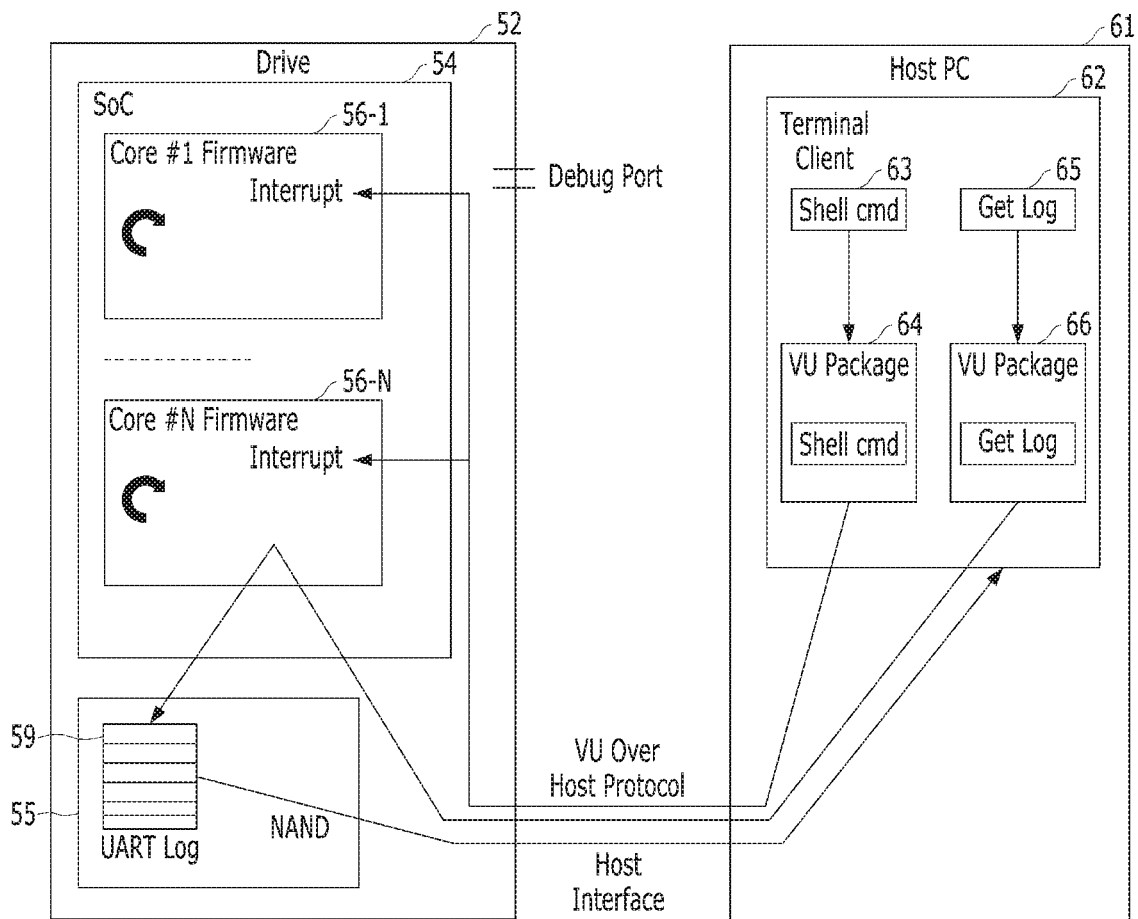 52
Drive
54
SoC
56-1
Core #1 Firmware
Interrupt
Debug Port
56-N
Core #N Firmware
Interrupt
59
55
UART Log
NAND
VU Over
Host Protocol
Host
Interface
61
Host PC
62
Terminal
Client
63
65
Shell cmd
Get Log
64
66
VU Package
VU Package
Shell cmd
Get Log